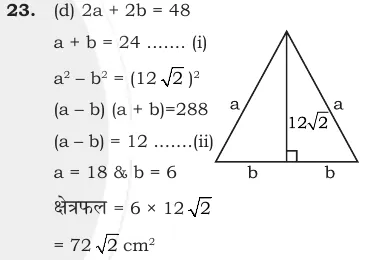 23. (d) 2a + 2b = 48
a + b = 24 ....... (i)
a² – b² = (12 √2 )²
(a – b) (a + b)=288
(a – b) = 12 .......(ii)
a = 18 & b = 6
क्षेत्रफल = 6 × 12 √2
= 72 √2 cm²
a
a
12√2
b
b